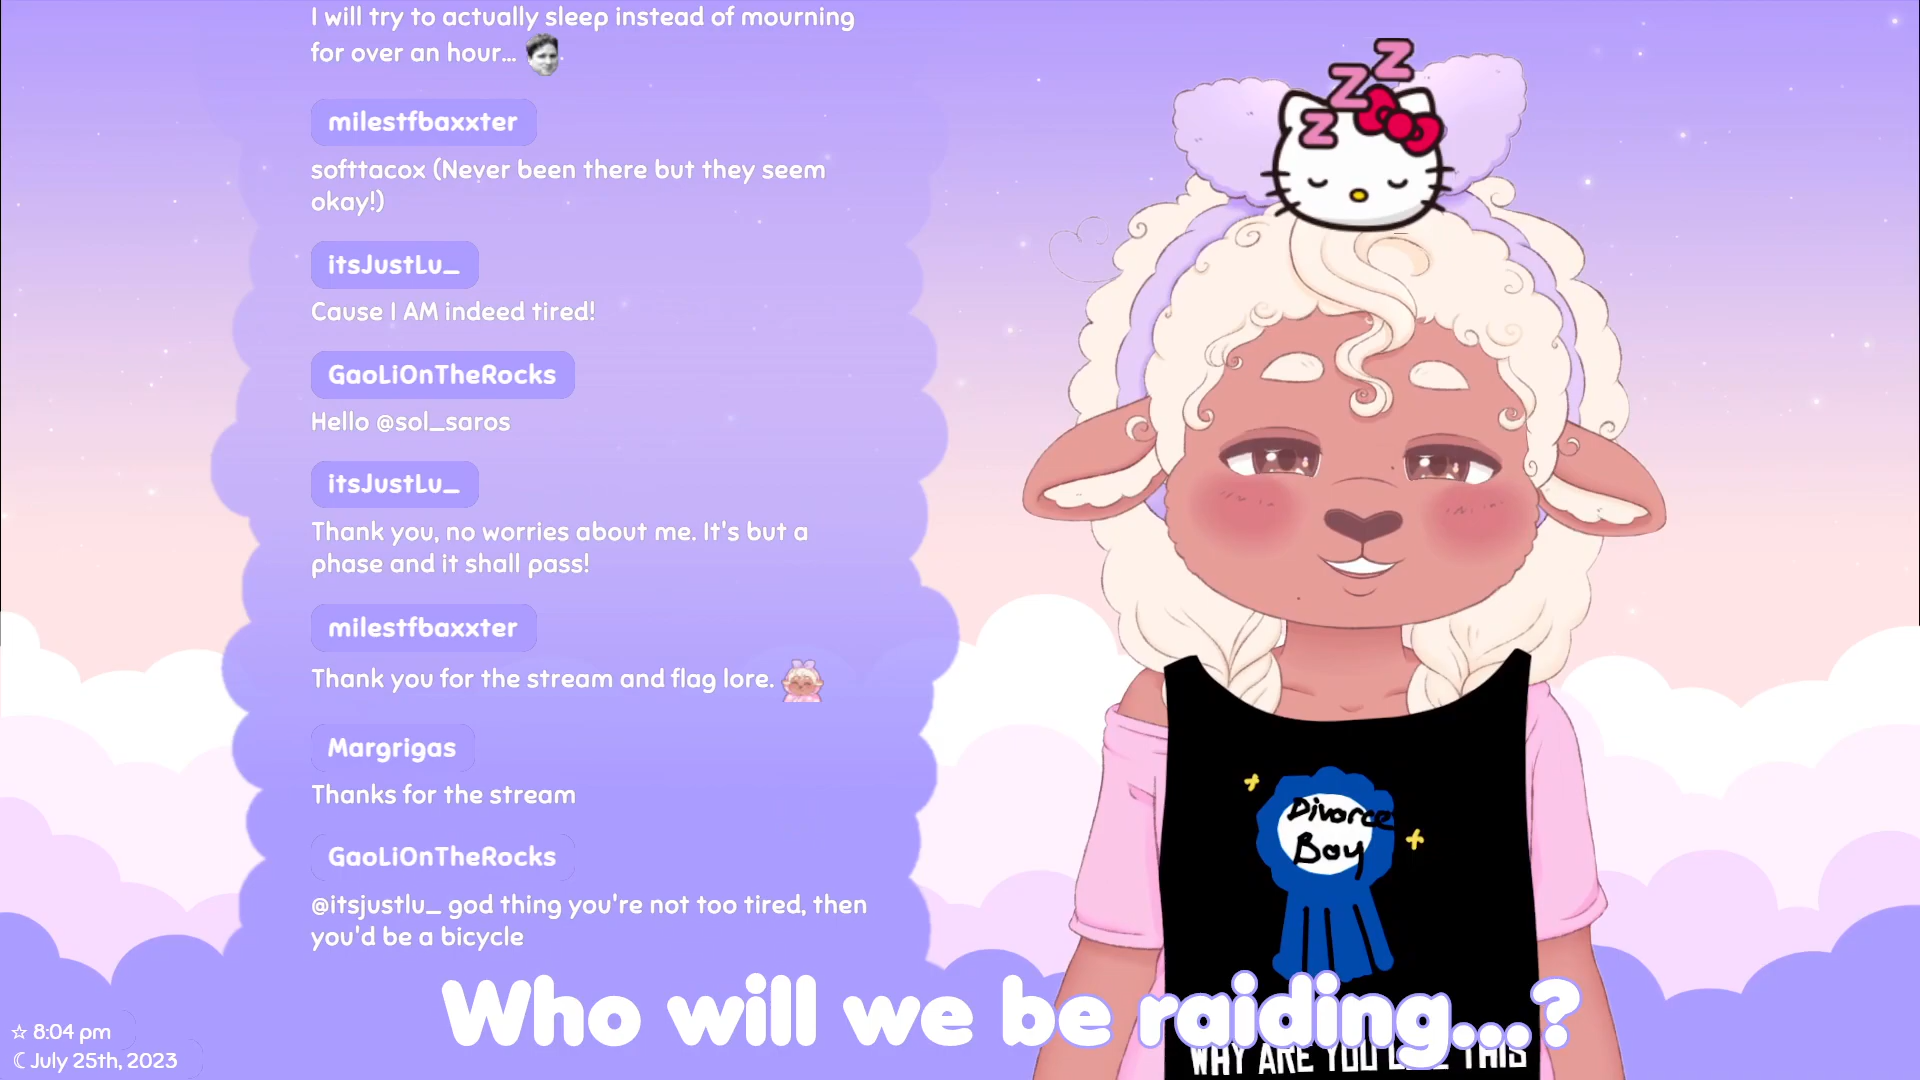 I will try to actually sleep instead of mourning
for over an hour...
milestfbaxxter
softtacox (Never been there but they seem
okay!)
itsJustLu_
Cause I AM indeed tired!
GaoLiOnTheRocks
Hello @sol_saros
itsJustLu_
Thank you, no worries about me. It's but a
phase and it shall pass!
milestfbaxxter
Thank you for the stream and flag lore.
Margrigas
Thanks for the stream
GaoLiOnTheRocks
@itsjustlu_ god thing you're not too tired, then
you'd be a bicycle
z
z
z
Divorce
Boy
Who will we be raiding...?
WHY ARE YOU THIS
☆ 8:04 pm
☾ July 25th, 2023